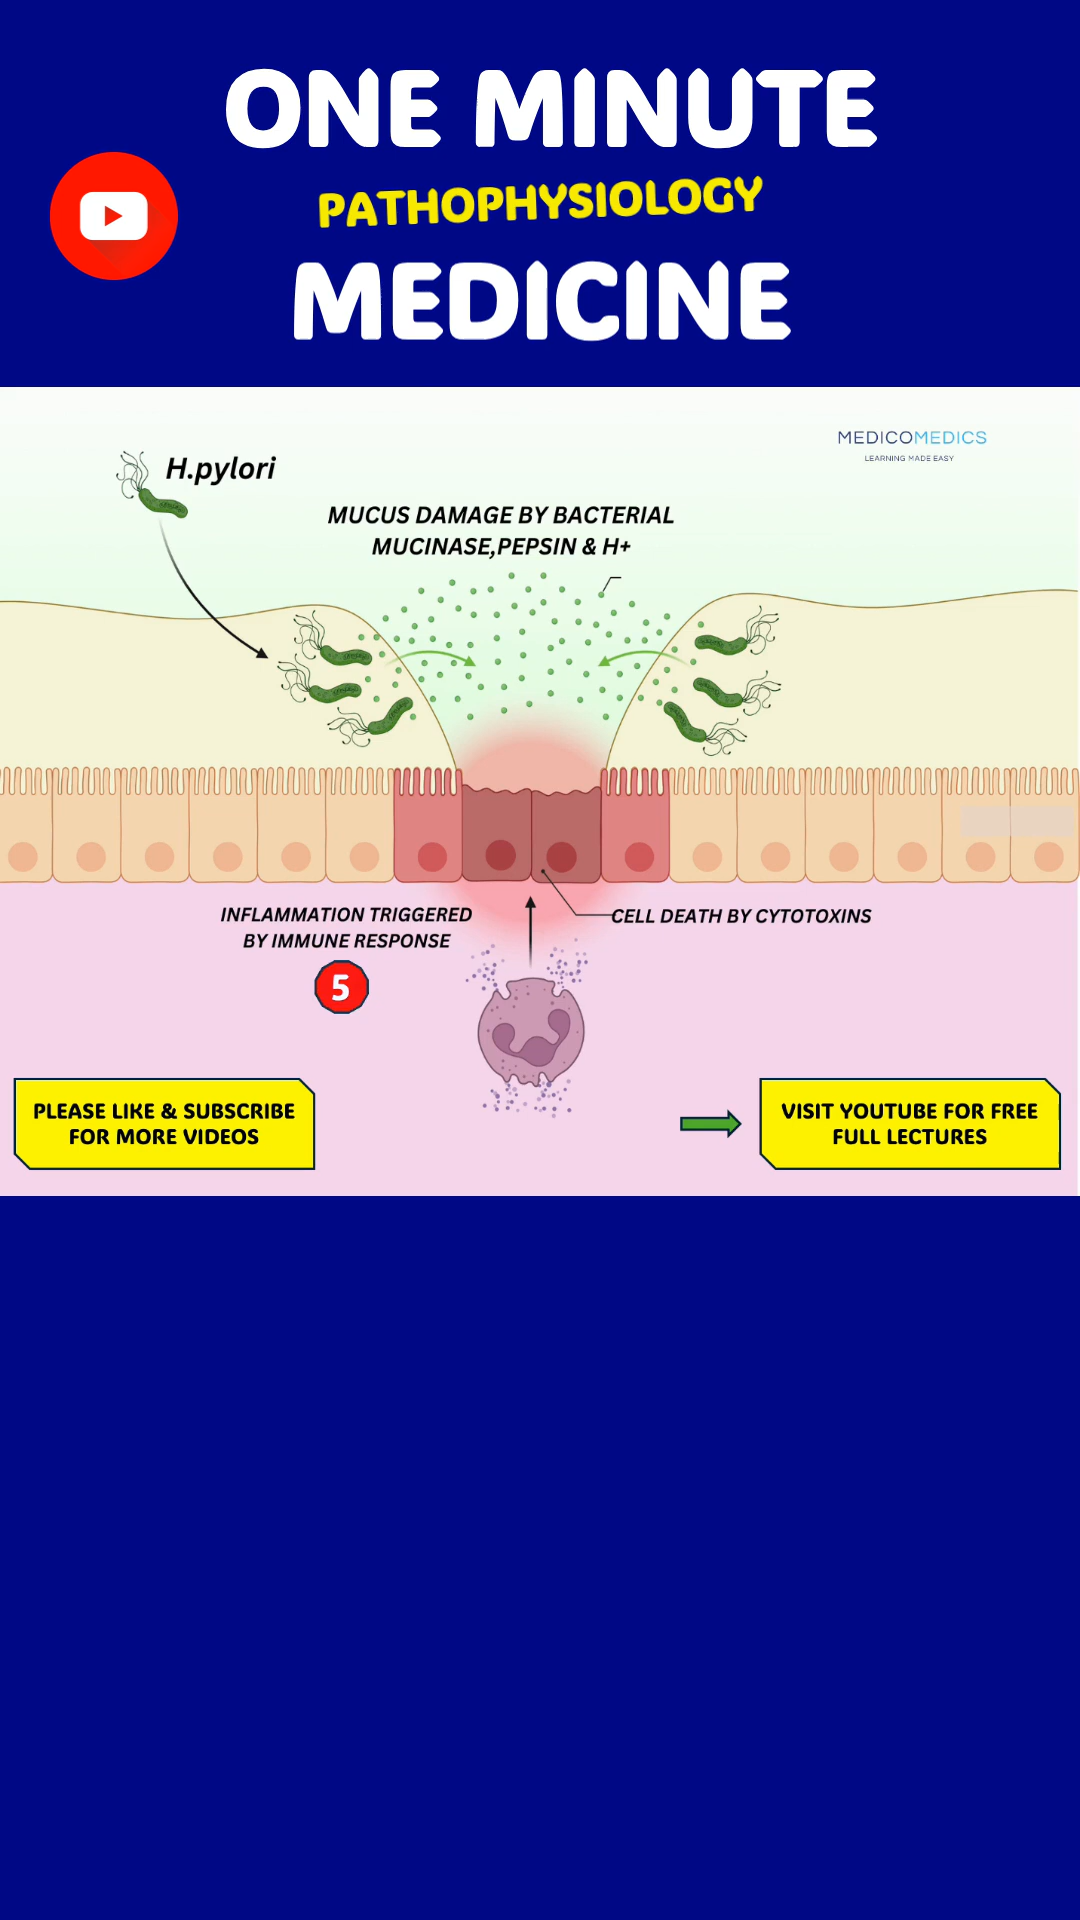 ONE MINUTE
PATHOPHYSIOLOGY
MEDICINE
MEDICOMEDICS
LEARNING MADE EASY
H.pylori
MUCUS DAMAGE BY BACTERIAL
MUCINASE,PEPSIN & H+
INFLAMMATION TRIGGERED
BY IMMUNE RESPONSE
CELL DEATH BY CYTOTOXINS
5
PLEASE LIKE & SUBSCRIBE
FOR MORE VIDEOS
VISIT YOUTUBE FOR FREE
FULL LECTURES